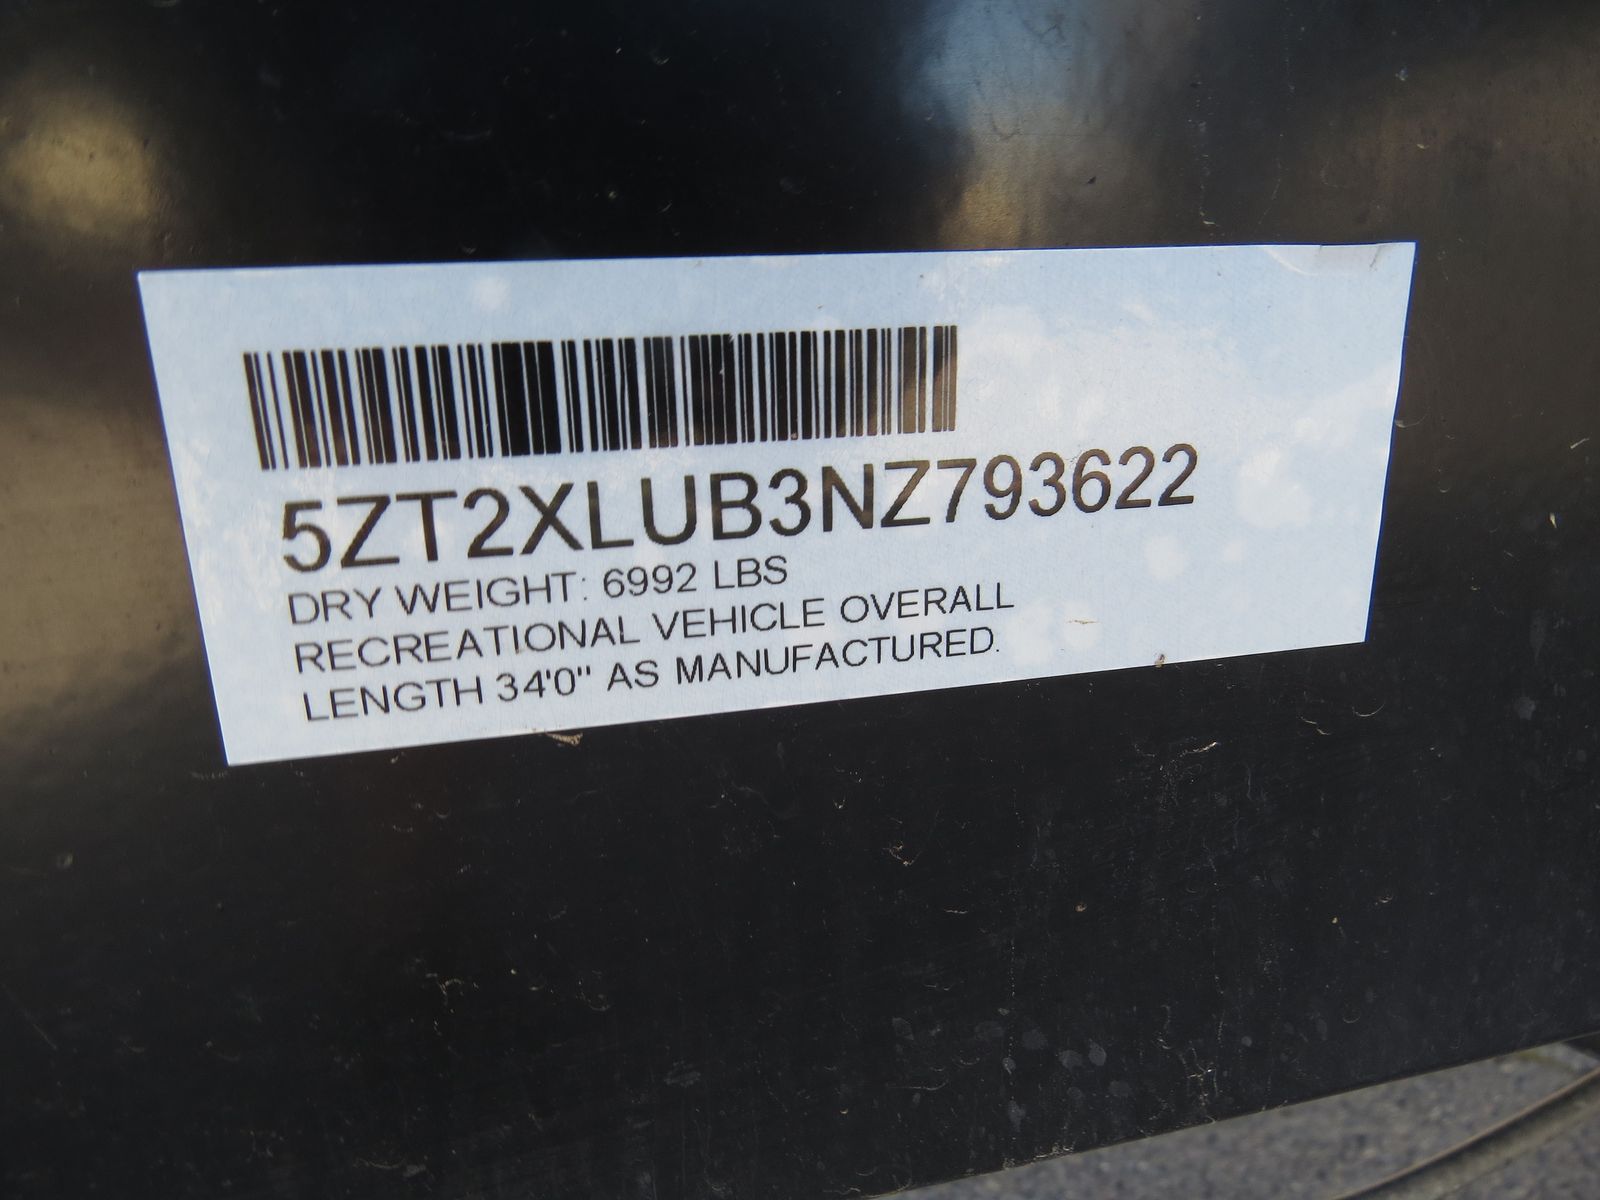 5ZT2XLUB3NZ793622
DRY WEIGHT: 6992 LBS
RECREATIONAL VEHICLE OVERALL
LENGTH 34'0" AS MANUFACTURED.